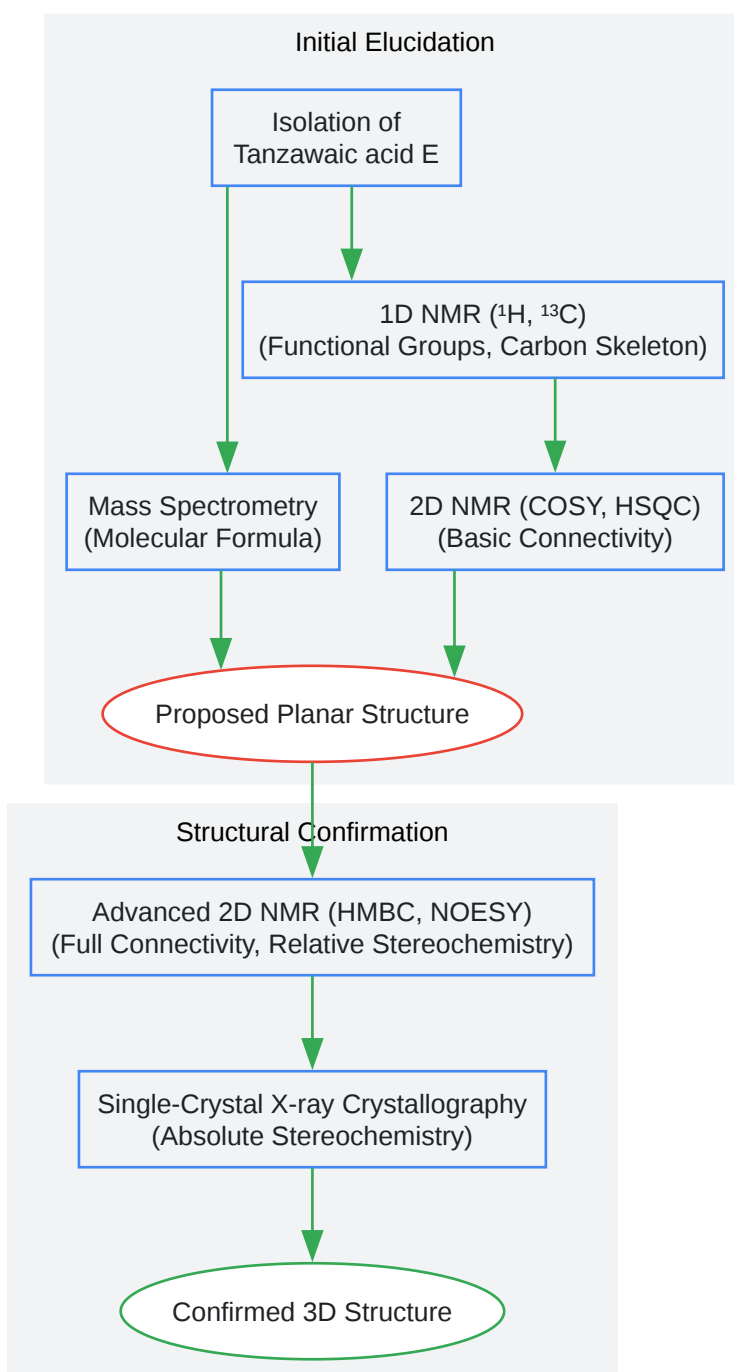 Initial Elucidation
Isolation of
Tanzawaic acid E
1D NMR (¹H, ¹³C)
(Functional Groups, Carbon Skeleton)
Mass Spectrometry
(Molecular Formula)
2D NMR (COSY, HSQC)
(Basic Connectivity)
Proposed Planar Structure
Structural Confirmation
Advanced 2D NMR (HMBC, NOESY)
(Full Connectivity, Relative Stereochemistry)
Single-Crystal X-ray Crystallography
(Absolute Stereochemistry)
Confirmed 3D Structure